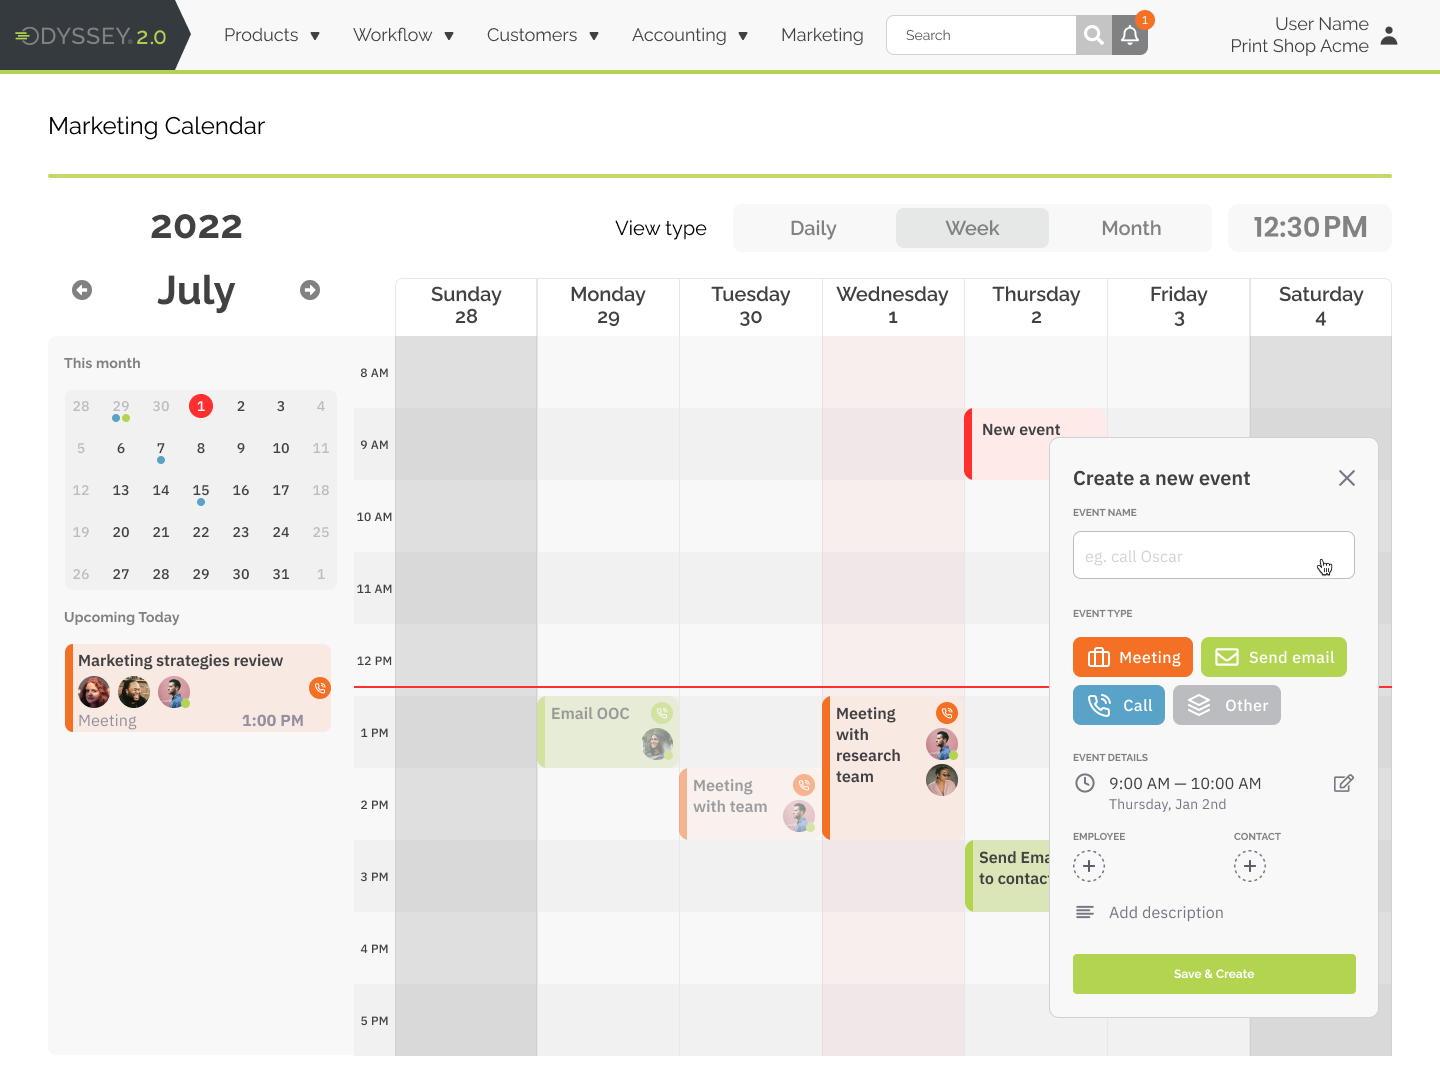 ODYSSEY® 2.0
Products
Workflow
Customers
Accounting
Marketing
Search
1
User Name
Print Shop Acme
Marketing Calendar
2022
View type
Daily
Week
Month
12:30 PM
July
Sunday
28
Monday
29
Tuesday
30
Wednesday
1
Thursday
2
Friday
3
Saturday
4
This month
28 29 30 1 2 3 4
5 6 7 8 9 10 11
12 13 14 15 16 17 18
19 20 21 22 23 24 25
26 27 28 29 30 31 1
Upcoming Today
Marketing strategies review
Meeting 1:00 PM
8 AM
9 AM
10 AM
11 AM
12 PM
1 PM
2 PM
3 PM
4 PM
5 PM
Email OOC
Meeting
with team
Meeting
with
research
team
New event
Send Ema
to contac
Create a new event
EVENT NAME
eg. call Oscar
EVENT TYPE
Meeting
Send email
Call
Other
EVENT DETAILS
9:00 AM — 10:00 AM
Thursday, Jan 2nd
EMPLOYEE
CONTACT
Add description
Save & Create